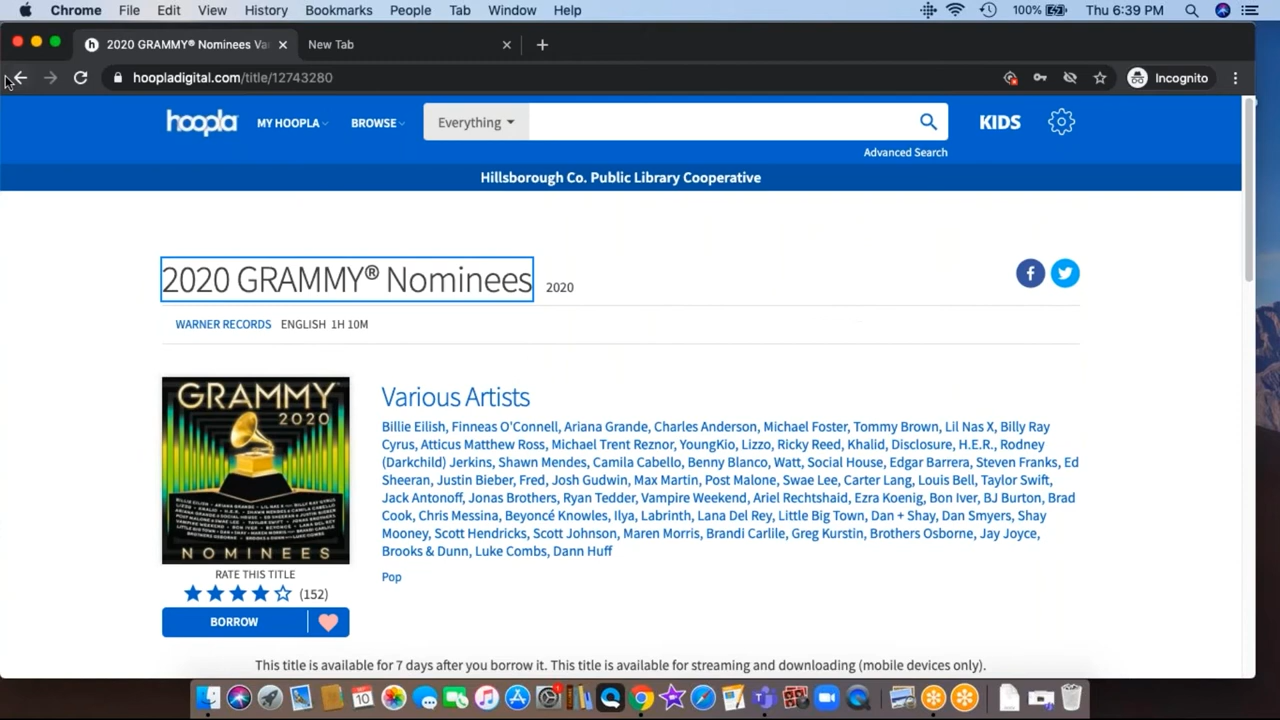 Chrome File Edit View History Bookmarks People Tab Window Help 100% Thu 6:39 PM
2020 GRAMMY® Nominees Va New Tab
hoopladigital.com/title/12743280 Incognito
hoopla MY HOOPLA BROWSE Everything KIDS
Advanced Search
Hillsborough Co. Public Library Cooperative
2020 GRAMMY® Nominees 2020
WARNER RECORDS ENGLISH 1H 10M
GRAMMY
2020
NOMINEES
Various Artists
Billie Eilish, Finneas O'Connell, Ariana Grande, Charles Anderson, Michael Foster, Tommy Brown, Lil Nas X, Billy Ray
Cyrus, Atticus Matthew Ross, Michael Trent Reznor, YoungKio, Lizzo, Ricky Reed, Khalid, Disclosure, H.E.R., Rodney
(Darkchild) Jerkins, Shawn Mendes, Camila Cabello, Benny Blanco, Watt, Social House, Edgar Barrera, Steven Franks, Ed
Sheeran, Justin Bieber, Fred, Josh Gudwin, Max Martin, Post Malone, Swae Lee, Carter Lang, Louis Bell, Taylor Swift,
Jack Antonoff, Jonas Brothers, Ryan Tedder, Vampire Weekend, Ariel Rechtshaid, Ezra Koenig, Bon Iver, BJ Burton, Brad
Cook, Chris Messina, Beyoncé Knowles, Ilya, Labrinth, Lana Del Rey, Little Big Town, Dan + Shay, Dan Smyers, Shay
Mooney, Scott Hendricks, Scott Johnson, Maren Morris, Brandi Carlile, Greg Kurstin, Brothers Osborne, Jay Joyce,
Brooks & Dunn, Luke Combs, Dann Huff
Pop
RATE THIS TITLE
(152)
BORROW
This title is available for 7 days after you borrow it. This title is available for streaming and downloading (mobile devices only).